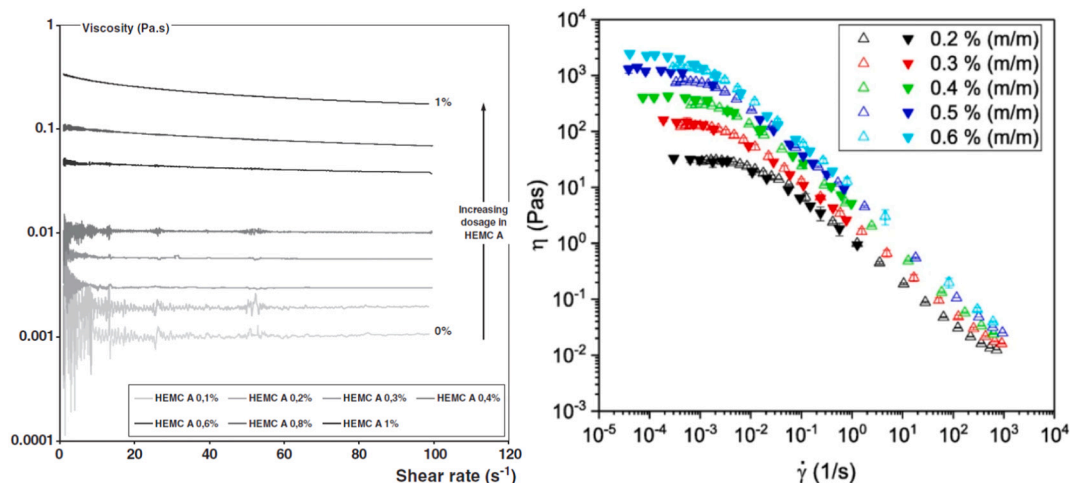 Viscosity (Pa.s)
1
0.1
0.01
0.001
0.0001
1%
Increasing
dosage in
HEMC A
0%
HEMC A 0,1% HEMC A 0,2% HEMC A 0,3% HEMC A 0,4%
HEMC A 0,6% HEMC A 0,8% HEMC A 1%
0 20 40 60 80 100 120
Shear rate (s⁻¹)
η (Pas)
10⁴
10³
10²
10¹
10⁰
10⁻¹
10⁻²
10⁻³
0.2 % (m/m)
0.3 % (m/m)
0.4 % (m/m)
0.5 % (m/m)
0.6 % (m/m)
10⁻⁵ 10⁻⁴ 10⁻³ 10⁻² 10⁻¹ 10⁰ 10¹ 10² 10³ 10⁴
γ̇ (1/s)